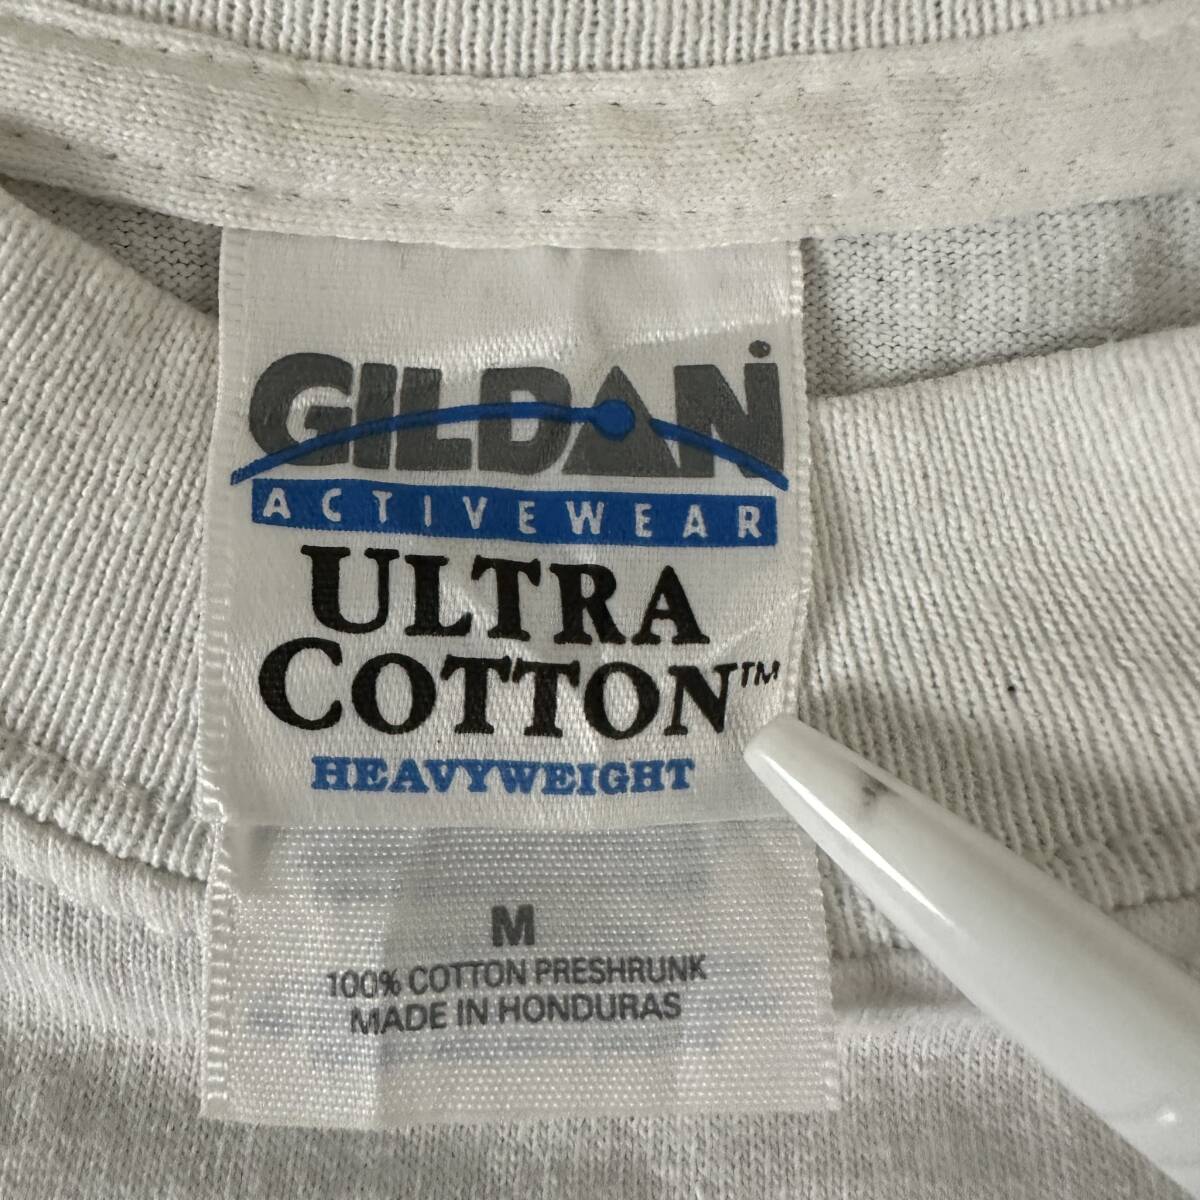 GILDAN
ACTIVEWEAR
ULTRA
COTTON™
HEAVYWEIGHT
M
100% COTTON PRESHRUNK
MADE IN HONDURAS